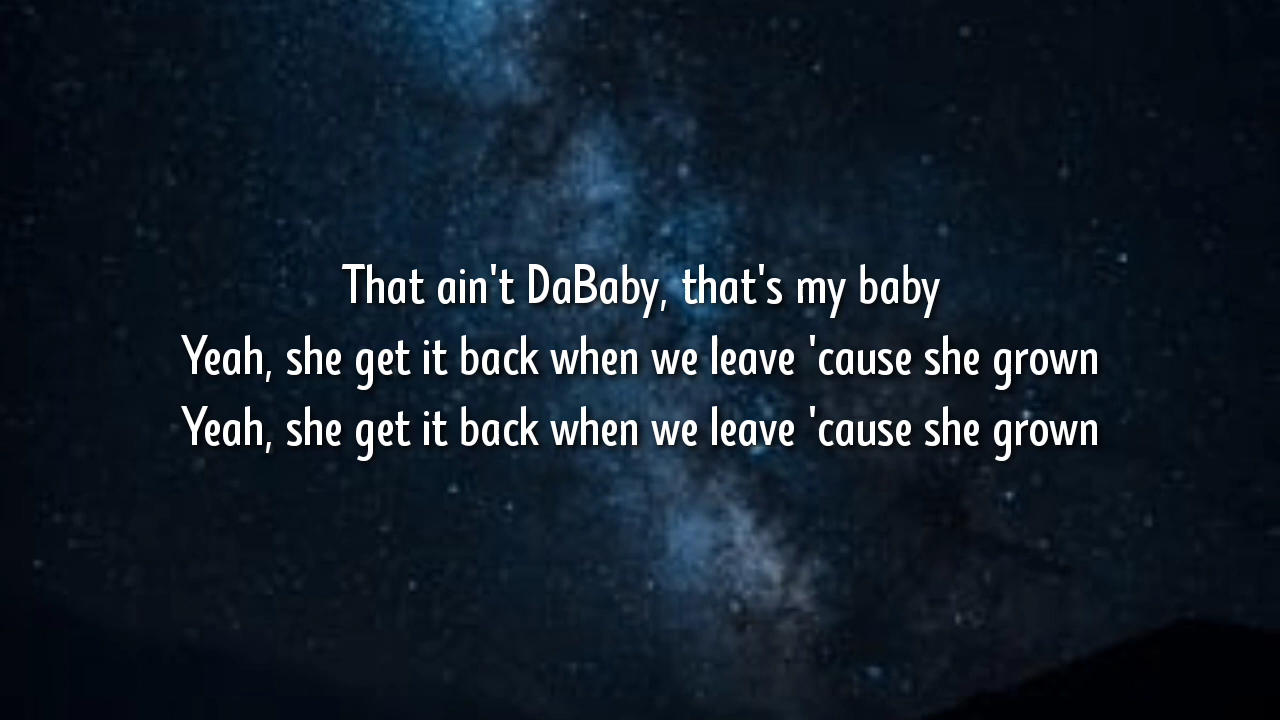 That ain't DaBaby, that's my baby
Yeah, she get it back when we leave 'cause she grown
Yeah, she get it back when we leave 'cause she grown